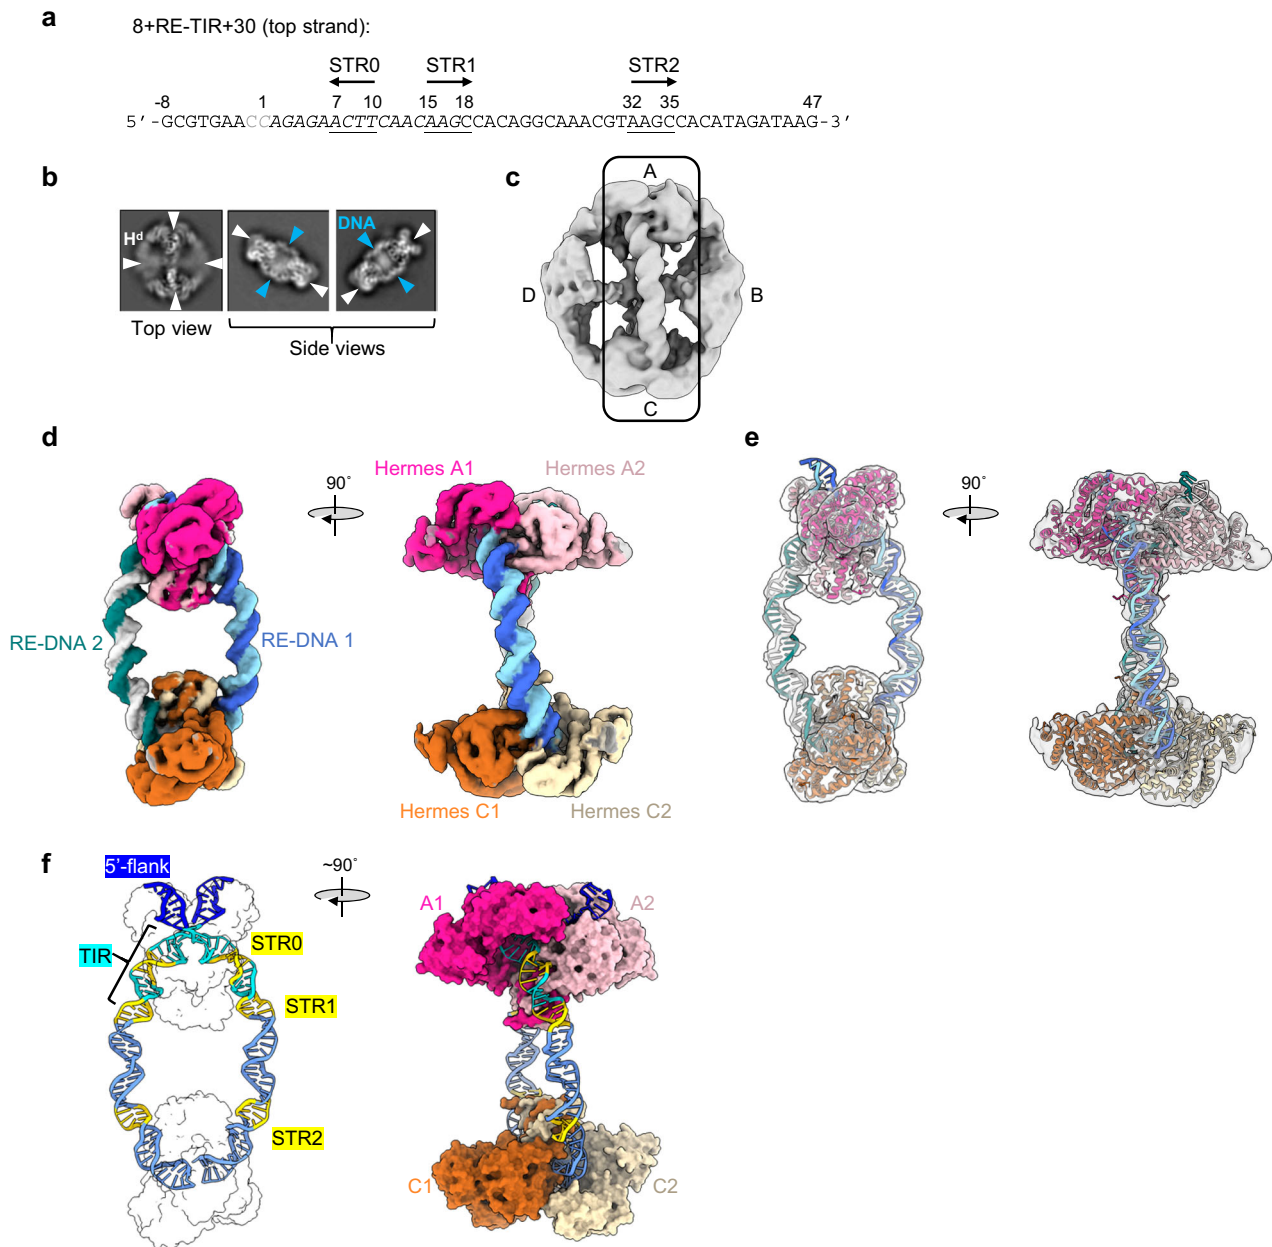 a
8+RE-TIR+30 (top strand):
STR0 STR1 STR2
-8 1 7 10 15 18 32 35 47
5′-GCGTGAACCAGAGAACTTCAACAAGCCACAGGCAAACGTAAGCCACATAGATAAG-3′
b
Hd
DNA
Top view
Side views
c
A
D
B
C
d
90°
Hermes A1
Hermes A2
RE-DNA 2
RE-DNA 1
Hermes C1
Hermes C2
e
90°
f
5’-flank
TIR
STR0
STR1
STR2
~90°
A1
A2
C1
C2